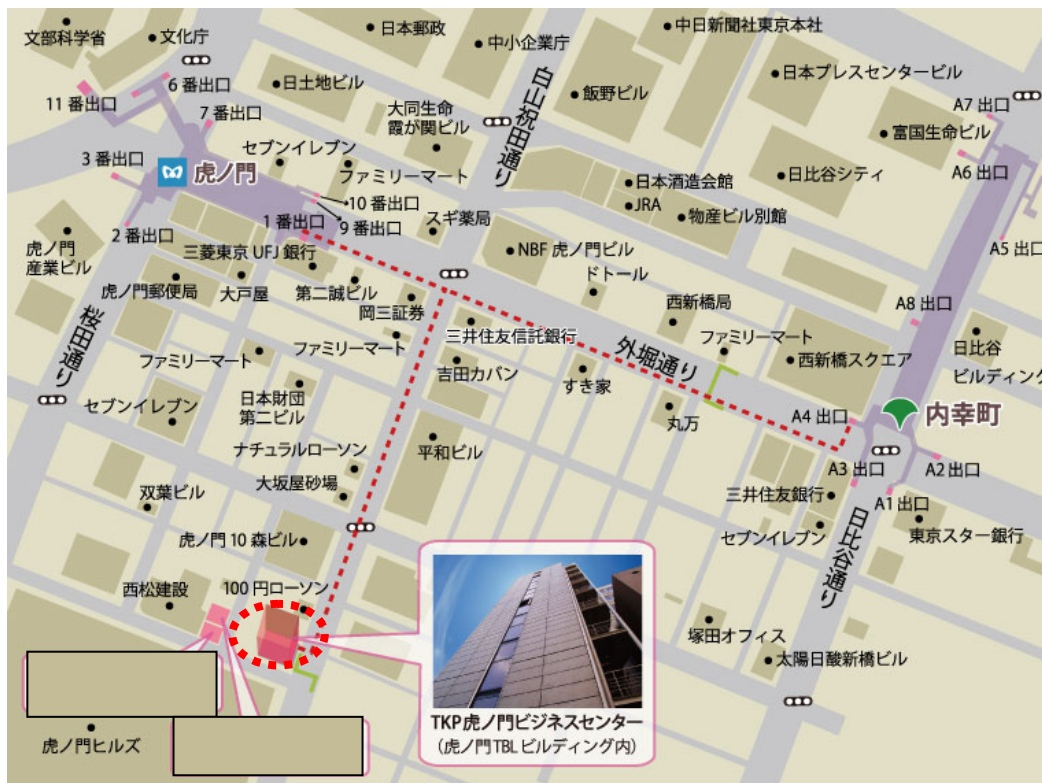 文部科学省
文化庁
日本郵政
中小企業庁
中日新聞社東京本社
6番出口
日土地ビル
白山祝田通り
日本プレスセンタービル
11番出口
7番出口
大同生命
霞が関ビル
飯野ビル
A7出口
富国生命ビル
3番出口
セブンイレブン
虎ノ門
ファミリーマート
日本酒造会館
日比谷シティ
A6出口
10番出口
JRA
物産ビル別館
1番出口
9番出口
スギ薬局
2番出口
虎ノ門
産業ビル
三菱東京UFJ銀行
NBF虎ノ門ビル
A5出口
ドトール
虎ノ門郵便局
大戸屋
第二誠ビル
岡三証券
西新橋局
A8出口
桜田通り
三井住友信託銀行
外堀通り
ファミリーマート
日比谷
ビルディング
ファミリーマート
ファミリーマート
西新橋スクエア
吉田カバン
すき家
セブンイレブン
日本財団
第二ビル
丸万
A4出口
内幸町
ナチュラルローソン
平和ビル
A3出口
A2出口
大坂屋砂場
三井住友銀行
A1出口
双葉ビル
日比谷通り
セブンイレブン
東京スター銀行
虎ノ門10森ビル
西松建設
100円ローソン
塚田オフィス
太陽日酸新橋ビル
TKP虎ノ門ビジネスセンター
(虎ノ門TBLビルディング内)
虎ノ門ヒルズ